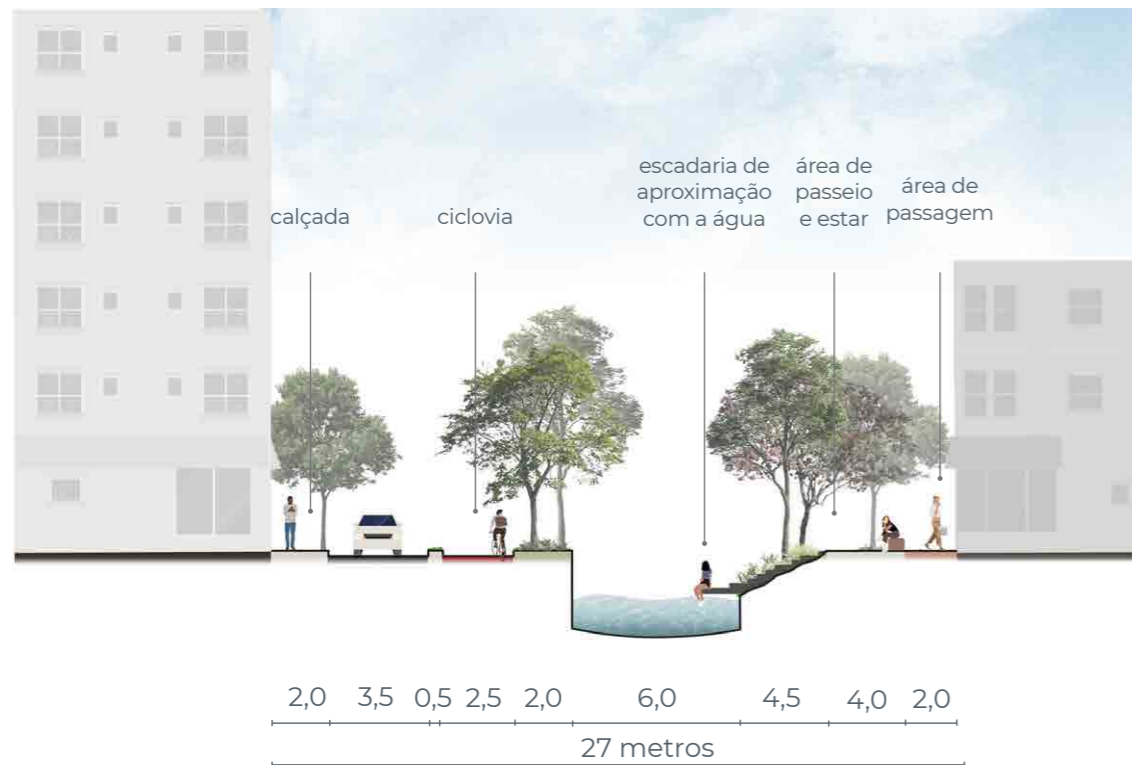 calçada
ciclovia
escadaria de
aproximação
com a água
área de
passeio
e estar
área de
passagem
2,0 3,5 0,5 2,5 2,0 6,0 4,5 4,0 2,0
27 metros